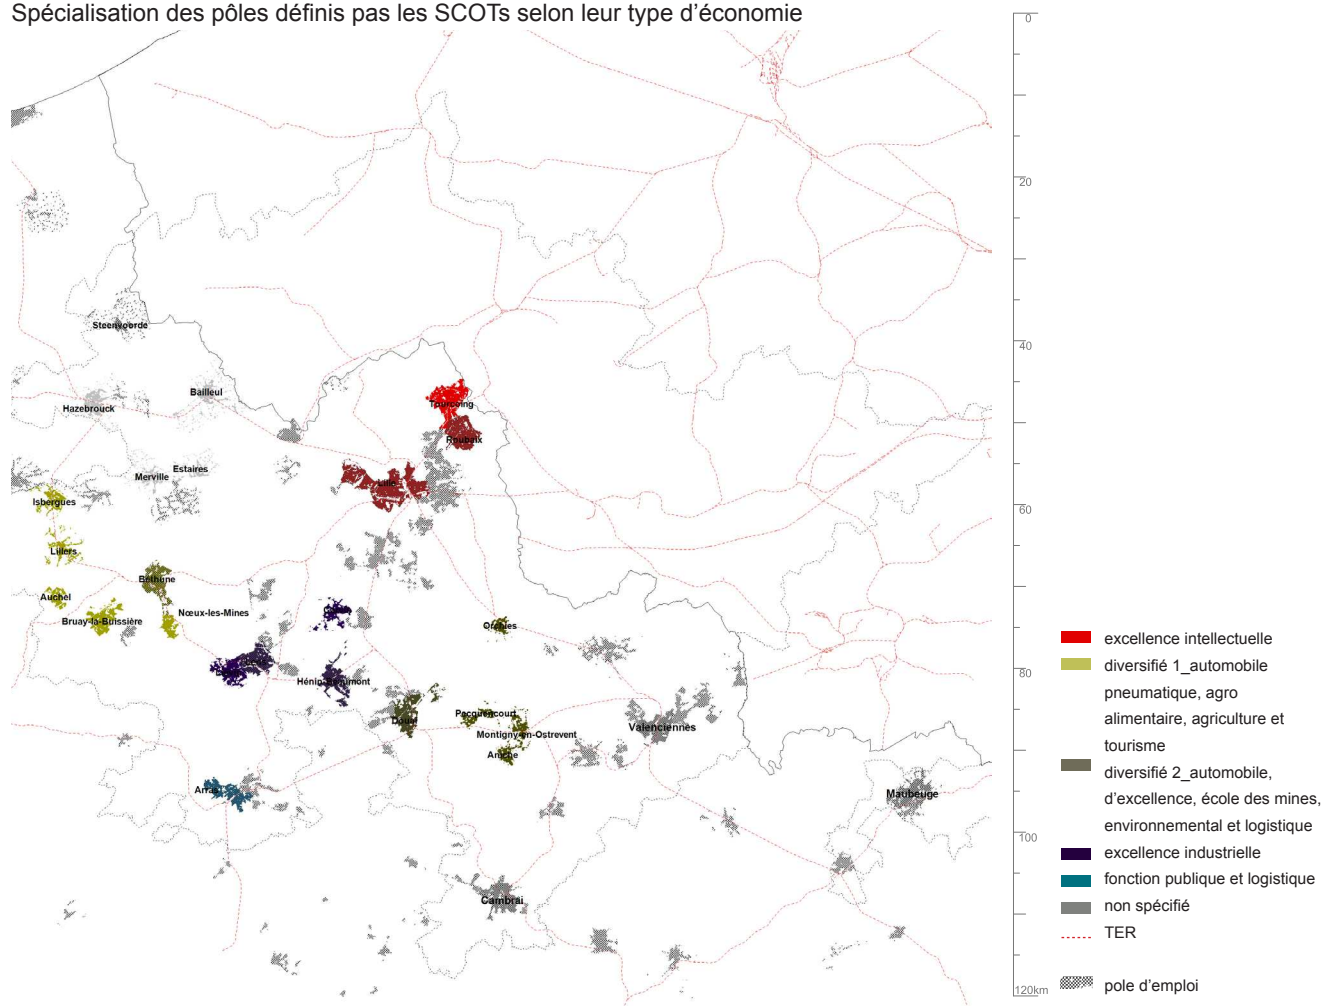 Spécialisation des pôles définis pas les SCOTs selon leur type d'économie
0
20
40
60
80
100
120km
Steenvoorde
Bailleul
Hazebrouck
Tourcoing
Roubaix
Estaires
Merville
Lille
Isbergues
Lillers
Béthune
Auchel
Nœux-les-Mines
Bruay-la-Buissière
Orchies
Hénin-Beaumont
Pecquencourt
Douai
Montigny-en-Ostrevent
Valenciennes
Aniche
Arras
Maubeuge
Cambrai
excellence intellectuelle
diversifié 1_automobile
pneumatique, agro
alimentaire, agriculture et
tourisme
diversifié 2_automobile,
d'excellence, école des mines,
environnemental et logistique
excellence industrielle
fonction publique et logistique
non spécifié
TER
pole d'emploi